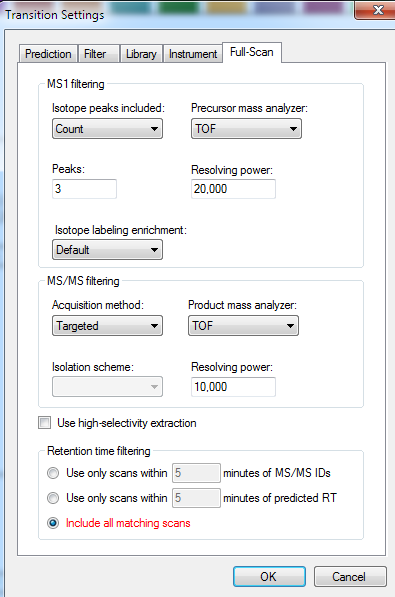 Transition Settings
Prediction Filter Library Instrument Full-Scan
MS1 filtering
Isotope peaks included: Precursor mass analyzer:
Count TOF
Peaks: Resolving power:
3 20,000
Isotope labeling enrichment:
Default
MS/MS filtering
Acquisition method: Product mass analyzer:
Targeted TOF
Isolation scheme: Resolving power:
10,000
Use high-selectivity extraction
Retention time filtering
Use only scans within 5 minutes of MS/MS IDs
Use only scans within 5 minutes of predicted RT
Include all matching scans
OK Cancel